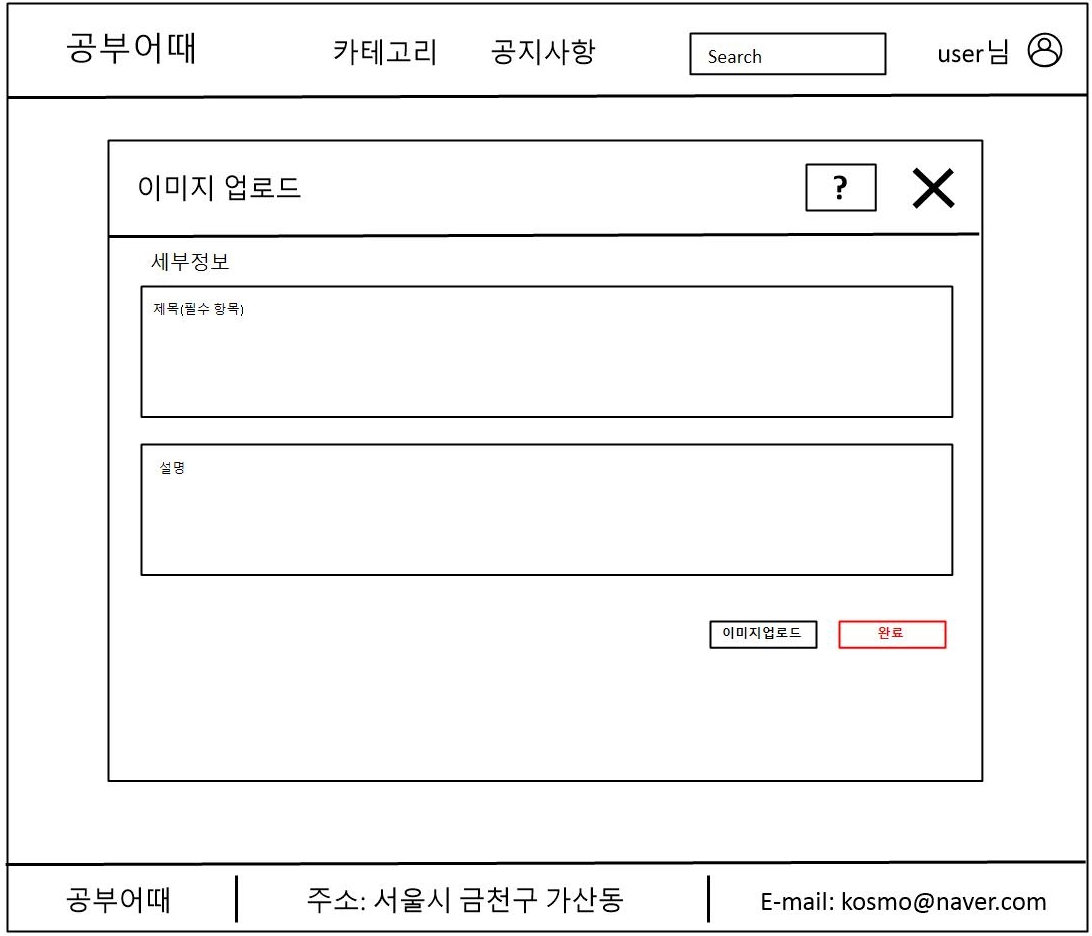 공부어때 카테고리 공지사항 Search user님
이미지 업로드 ?
세부정보
제목(필수 항목)
설명
이미지업로드 완료
공부어때 주소: 서울시 금천구 가산동 E-mail: kosmo@naver.com